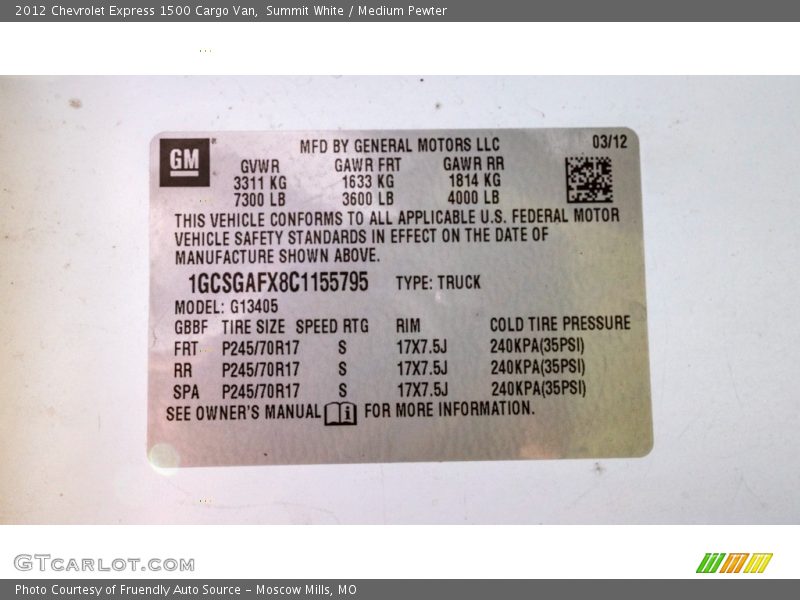 2012 Chevrolet Express 1500 Cargo Van,  Summit White / Medium Pewter
GM
MFD BY GENERAL MOTORS LLC 03/12
GVWR GAWR FRT GAWR RR
3311 KG 1633 KG 1814 KG
7300 LB 3600 LB 4000 LB
THIS VEHICLE CONFORMS TO ALL APPLICABLE U.S. FEDERAL MOTOR
VEHICLE SAFETY STANDARDS IN EFFECT ON THE DATE OF
MANUFACTURE SHOWN ABOVE.
1GCSGAFX8C1155795 TYPE: TRUCK
MODEL: G13405
GBBF TIRE SIZE SPEED RTG RIM COLD TIRE PRESSURE
FRT P245/70R17 S 17X7.5J 240KPA(35PSI)
RR P245/70R17 S 17X7.5J 240KPA(35PSI)
SPA P245/70R17 S 17X7.5J 240KPA(35PSI)
SEE OWNER'S MANUAL i FOR MORE INFORMATION.
GTCARLOT.COM
Photo Courtesy of Fruendly Auto Source - Moscow Mills, MO